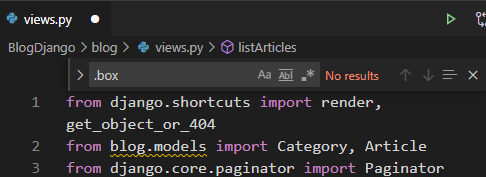 views.py
BlogDjango > blog > views.py > listArticles
.box Aa Abl .* No results
1 from django.shortcuts import render,
get_object_or_404
2 from blog.models import Category, Article
3 from django.core.paginator import Paginator